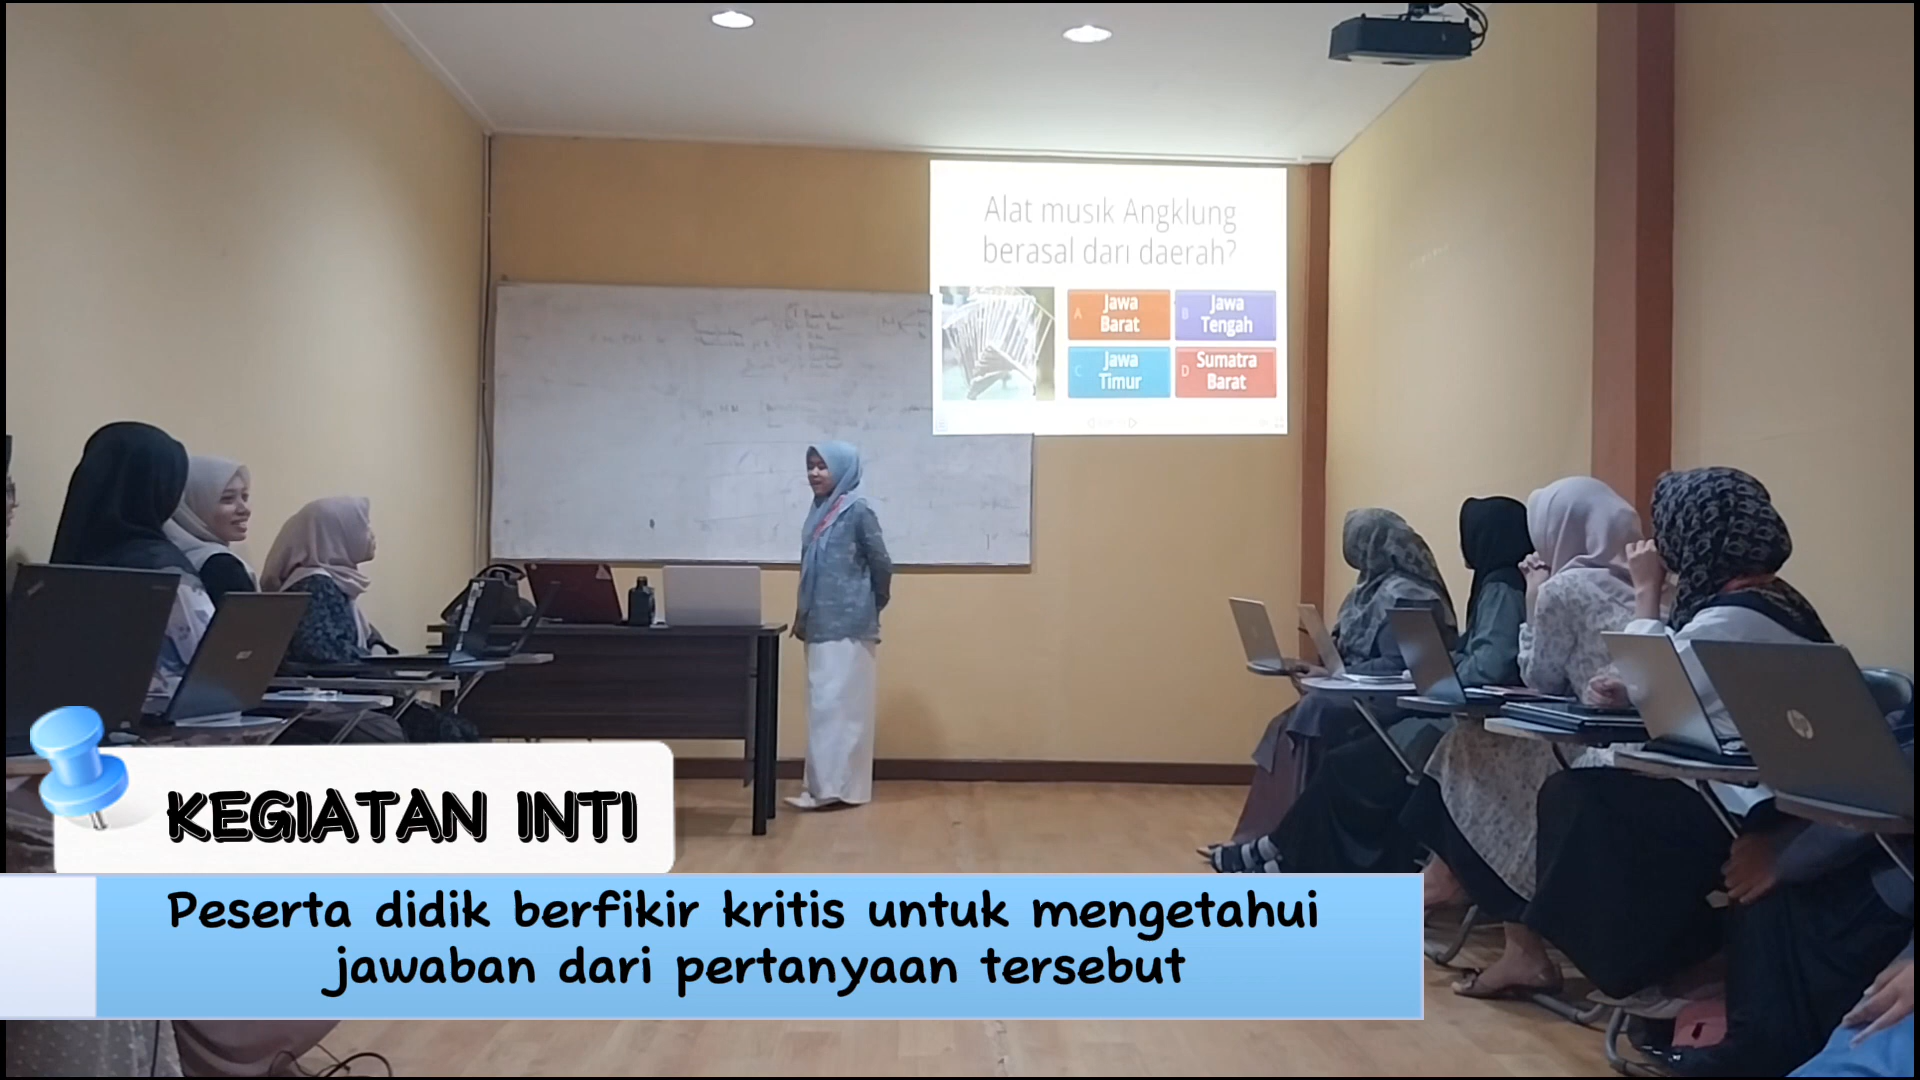 Alat musik Angklung
berasal dari daerah?
A Jawa
Barat
B Jawa
Tengah
C Jawa
Timur
D Sumatra
Barat
hp
KEGIATAN INTI
Peserta didik berfikir kritis untuk mengetahui
jawaban dari pertanyaan tersebut